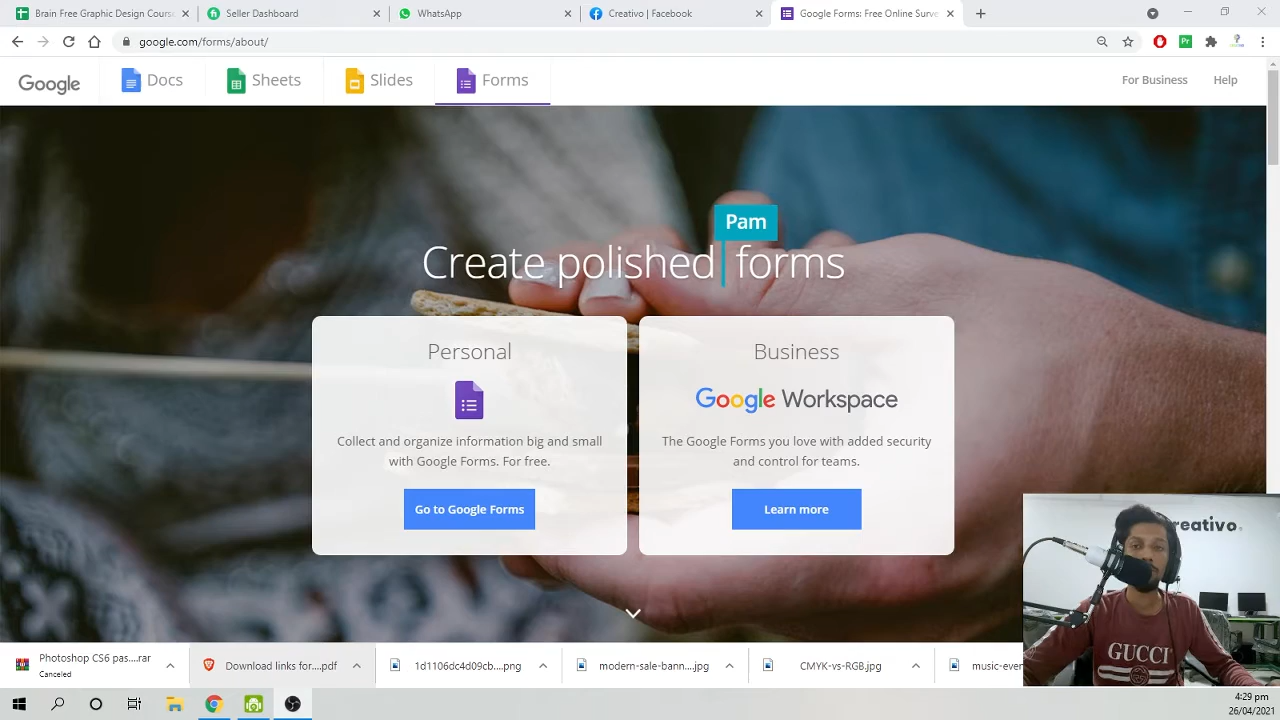 Brain Free Graphic Design Course
Seller Dashboard
WhatsApp
Creativo | Facebook
Google Forms: Free Online Surve
google.com/forms/about/
Google
Docs
Sheets
Slides
Forms
For Business
Help
Pam
Create polished forms
Personal
Collect and organize information big and small
with Google Forms. For free.
Go to Google Forms
Business
Google Workspace
The Google Forms you love with added security
and control for teams.
Learn more
reativo
GUCCI
Photoshop CS6 pas....rar
Canceled
Download links for....pdf
1d1106dc4d09cb....png
modern-sale-bann....jpg
CMYK-vs-RGB.jpg
music-even
4:29 pm
26/04/2021